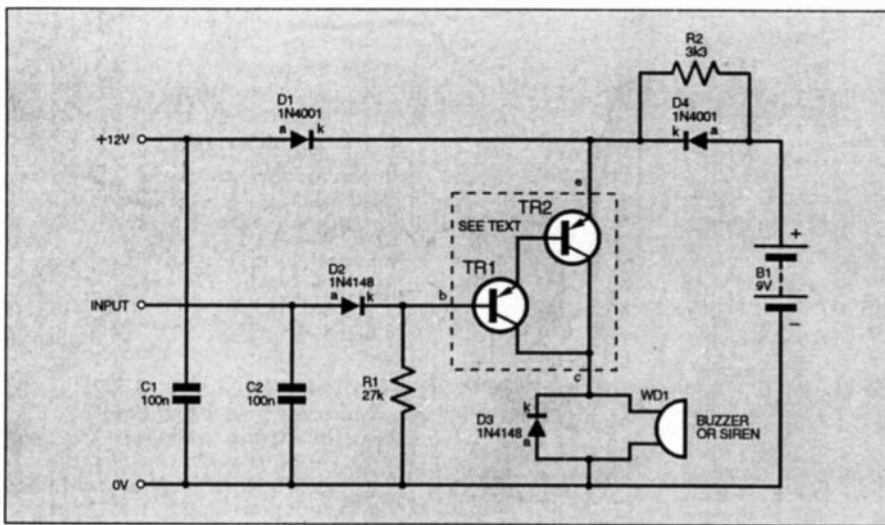 R2
3k3
D1
1N4001
D4
1N4001
a k
k a
+12V
e
TR2
SEE TEXT
TR1
D2
1N4148
a k
b
INPUT
+
B1
9V
−
C1
100n
C2
100n
R1
27k
c
WD1
k
D3
1N4148
a
BUZZER
OR SIREN
0V